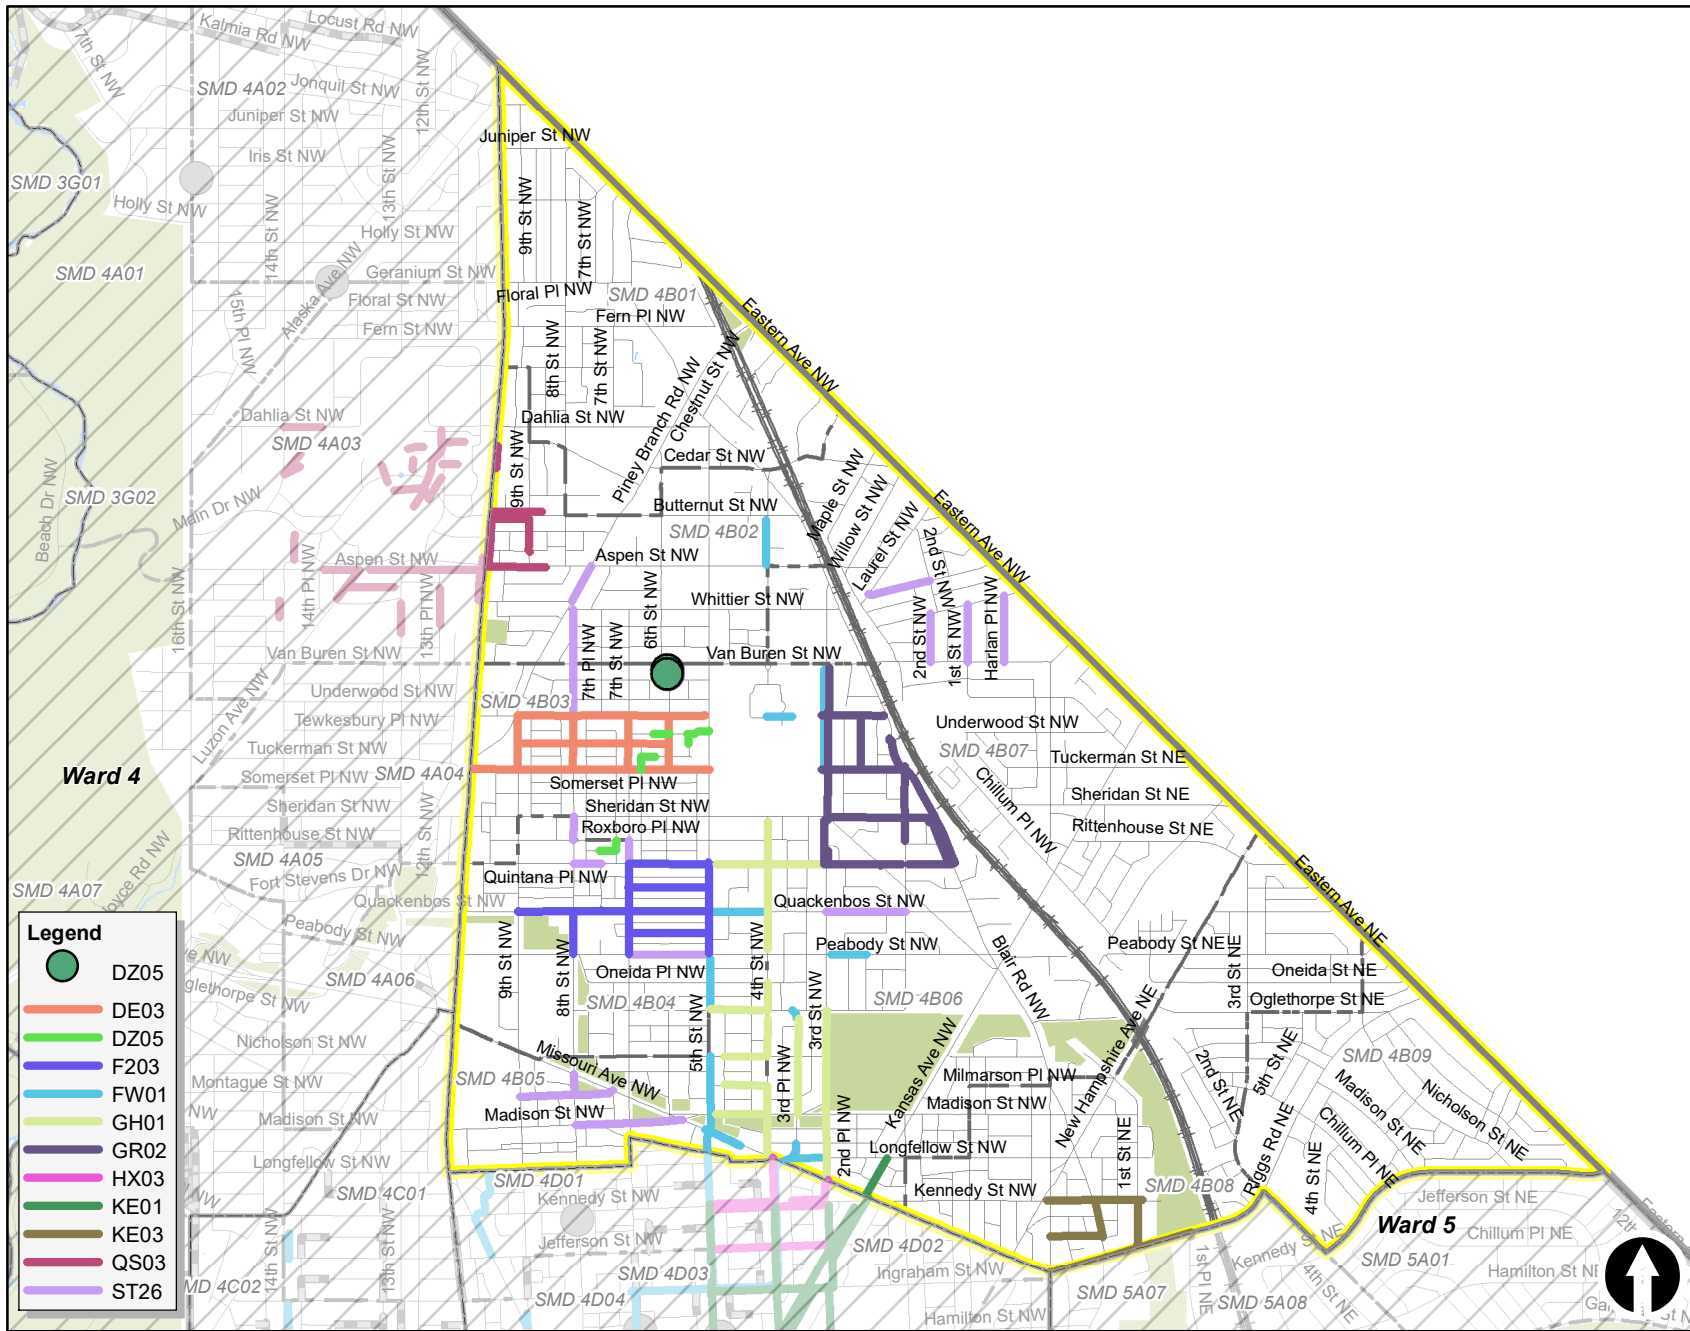 Locust Rd NW
Kalmia Rd NW
17th St NW
12th St NW
SMD 4A02
Jonquil St NW
Juniper St NW
Juniper St NW
Iris St NW
SMD 3G01
13th St NW
Holly St NW
14th St NW
Holly St NW
9th St NW
7th St NW
SMD 4A01
Geranium St NW
Alaska Ave NW
Floral St NW
Floral Pl NW
SMD 4B01
15th Pl NW
Fern St NW
Fern Pl NW
Eastern Ave NW
8th St NW
7th St NW
Piney Branch Rd NW
Chestnut St NW
Dahlia St NW
Dahlia St NW
SMD 4A03
Cedar St NW
9th St NW
Beach Dr NW
SMD 3G02
Main Dr NW
Butternut St NW
SMD 4B02
Maple St NW
Willow St NW
Laurel St NW
Eastern Ave NW
2nd St NW
Aspen St NW
Aspen St NW
16th St NW
14th Pl NW
13th Pl NW
6th St NW
Whittier St NW
2nd St NW
1st St NW
Harlan Pl NW
Van Buren St NW
Van Buren St NW
7th Pl NW
7th St NW
Luzon Ave NW
Underwood St NW
SMD 4B03
Tewkesbury Pl NW
Underwood St NW
Tuckerman St NW
SMD 4B07
Tuckerman St NE
Ward 4
Somerset Pl NW
SMD 4A04
Somerset Pl NW
Chillum Pl NW
Sheridan St NE
Sheridan St NW
Sheridan St NW
Rittenhouse St NW
Roxboro Pl NW
Rittenhouse St NE
12th St NW
SMD 4A05
Fort Stevens Dr NW
Quintana Pl NW
Eastern Ave NE
SMD 4A07
Joyce Rd NW
Quackenbos St NW
Quackenbos St NW
Peabody St NW
Peabody St NW
Peabody St NE
Blair Rd NW
9th St NW
8th St NW
Oneida Pl NW
4th St NW
3rd St NE
Oneida St NE
SMD 4A06
SMD 4B04
SMD 4B06
3rd St NW
Oglethorpe St NE
glethorpe St NW
Nicholson St NW
5th St NW
Missouri Ave NW
Kansas Ave NW
New Hampshire Ave NE
SMD 4B09
5th St NE
2nd St NE
Montague St NW
SMD 4B05
3rd Pl NW
Milmarson Pl NW
Madison St NE
Nicholson St NE
Madison St NW
Madison St NW
Madison St NW
Chillum Pl NE
Riggs Rd NE
4th St NE
1st St NE
2nd Pl NW
Longfellow St NW
Longfellow St NW
SMD 4D01
SMD 4C01
Kennedy St NW
Kennedy St NW
SMD 4B08
Jefferson St NE
Ward 5
Chillum Pl NE
Jefferson St NW
SMD 4D02
Kennedy St NE
SMD 5A01
SMD 4D03
Ingraham St NW
Hamilton St NE
14th St NW
13th St NW
SMD 4C02
SMD 4D04
SMD 5A07
1st Pl NE
SMD 5A08
4th St NE
Hamilton St NW
Legend
DZ05
DE03
DZ05
F203
FW01
GH01
GR02
HX03
KE01
KE03
QS03
ST26